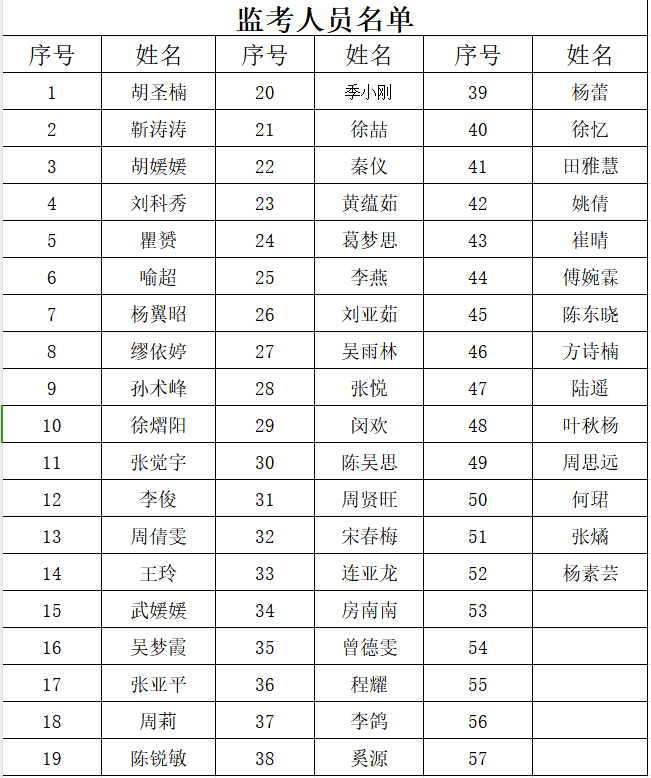 监考人员名单
序号 姓名 序号 姓名 序号 姓名
1 胡圣楠 20 季小刚 39 杨蕾
2 靳涛涛 21 徐喆 40 徐忆
3 胡媛媛 22 秦仪 41 田雅慧
4 刘科秀 23 黄蕴茹 42 姚倩
5 瞿赟 24 葛梦思 43 崔晴
6 喻超 25 李燕 44 傅婉霖
7 杨翼昭 26 刘亚茹 45 陈东晓
8 缪依婷 27 吴雨林 46 方诗楠
9 孙术峰 28 张悦 47 陆遥
10 徐熠阳 29 闵欢 48 叶秋杨
11 张觉宇 30 陈吴思 49 周思远
12 李俊 31 周贤旺 50 何珺
13 周倩雯 32 宋春梅 51 张燏
14 王玲 33 连亚龙 52 杨素芸
15 武媛媛 34 房南南 53
16 吴梦霞 35 曾德雯 54
17 张亚平 36 程耀 55
18 周莉 37 李鸽 56
19 陈锐敏 38 奚源 57